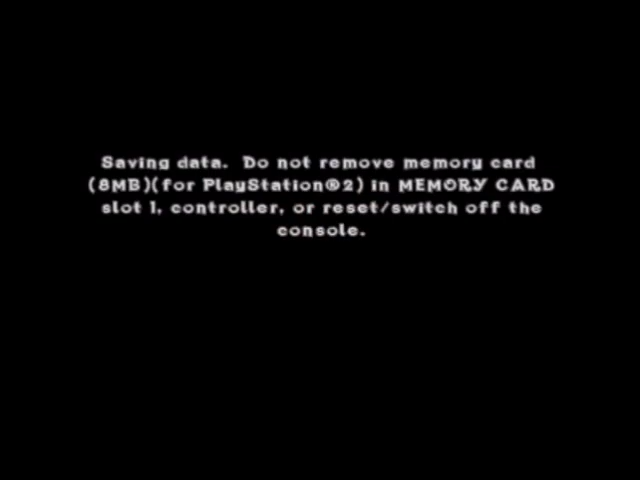 Saving data. Do not remove memory card
(8MB)(for PlayStation®2) in MEMORY CARD
slot 1, controller, or reset/switch off the
console.